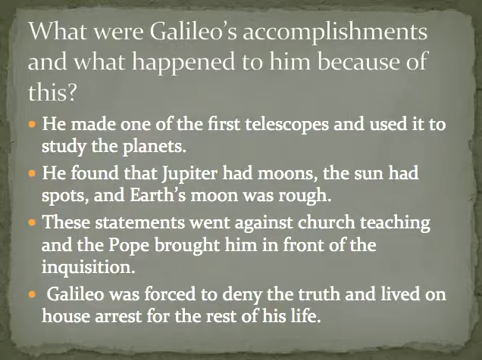 What were Galileo’s accomplishments
and what happened to him because of
this?
• He made one of the first telescopes and used it to
study the planets.
• He found that Jupiter had moons, the sun had
spots, and Earth’s moon was rough.
• These statements went against church teaching
and the Pope brought him in front of the
inquisition.
• Galileo was forced to deny the truth and lived on
house arrest for the rest of his life.